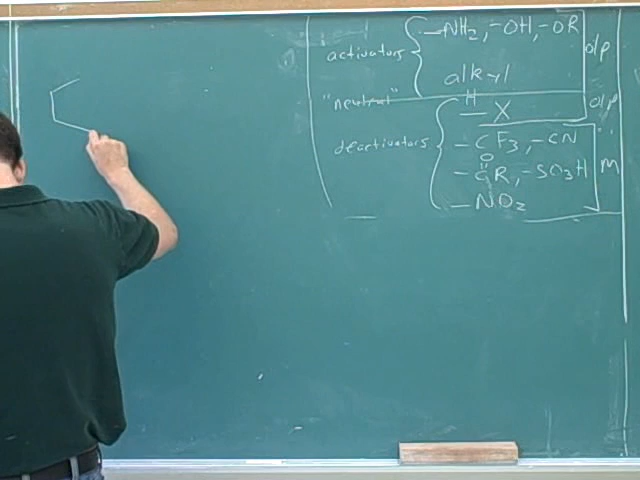 activators —NH2, -OH, -OR o/p
alkyl
"neutral" H
—X o/p
deactivators -CF3, -CN
O
-CR, -SO3H M
-NO2